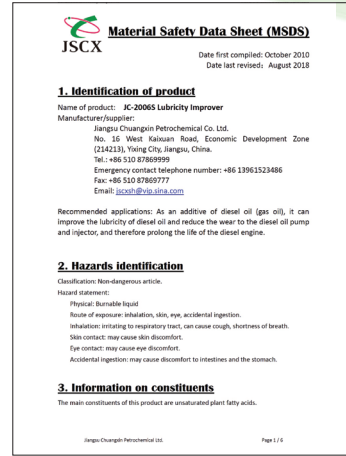 JSCX
Material Safety Data Sheet (MSDS)
Date first compiled: October 2010
Date last revised: August 2018
1. Identification of product
Name of product: JC-2006S Lubricity Improver
Manufacturer/supplier:
Jiangsu Chuangxin Petrochemical Co. Ltd.
No. 16 West Kaixuan Road, Economic Development Zone
(214213), Yixing City, Jiangsu, China.
Tel.: +86 510 87869999
Emergency contact telephone number: +86 13961523486
Fax: +86 510 87869777
Email: jscxsh@vip.sina.com
Recommended applications: As an additive of diesel oil (gas oil), it can
improve the lubricity of diesel oil and reduce the wear to the diesel oil pump
and injector, and therefore prolong the life of the diesel engine.
2. Hazards identification
Classification: Non-dangerous article.
Hazard statement:
Physical: Burnable liquid
Route of exposure: inhalation, skin, eye, accidental ingestion.
Inhalation: irritating to respiratory tract, can cause cough, shortness of breath.
Skin contact: may cause skin discomfort.
Eye contact: may cause eye discomfort.
Accidental ingestion: may cause discomfort to intestines and the stomach.
3. Information on constituents
The main constituents of this product are unsaturated plant fatty acids.
Jiangsu Chuangxin Petrochemical Ltd. Page 1 / 6